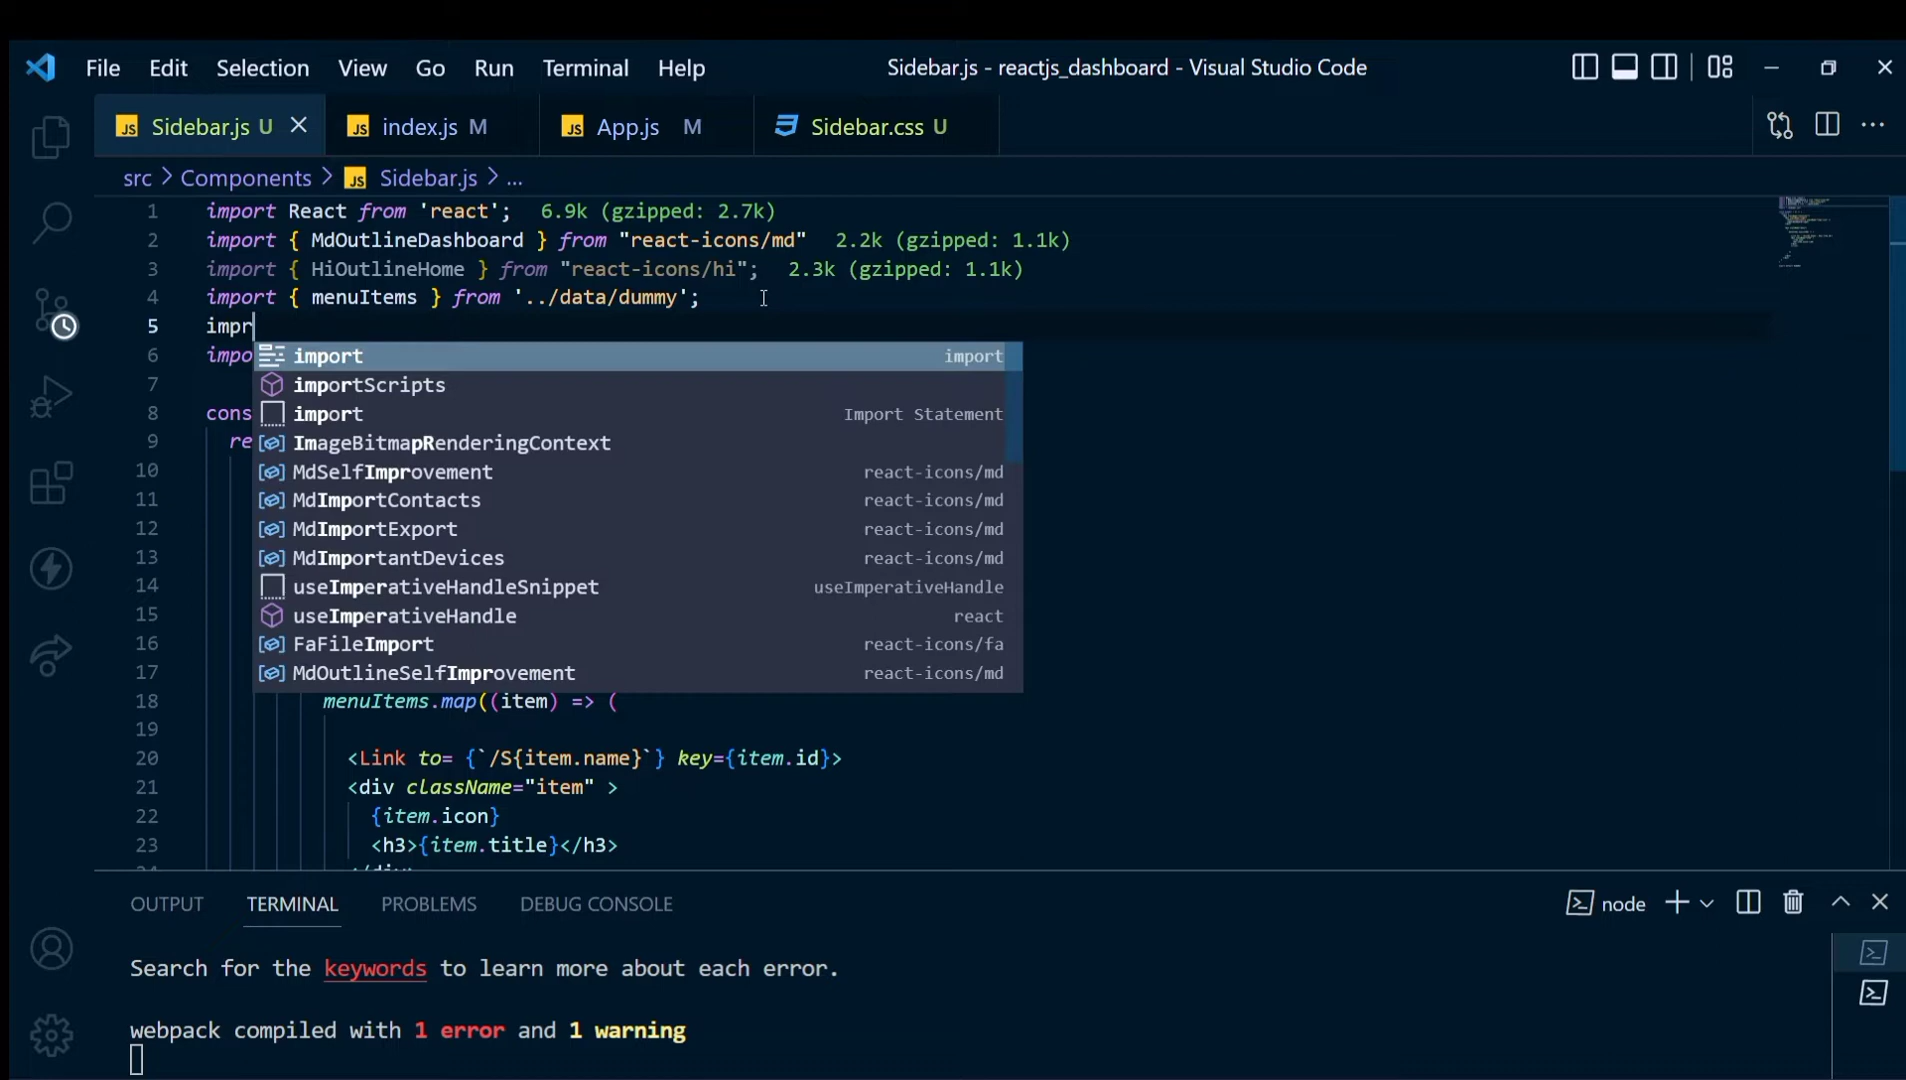 File Edit Selection View Go Run Terminal Help Sidebar.js - reactjs_dashboard - Visual Studio Code
JS Sidebar.js U JS index.js M JS App.js M Sidebar.css U
src > Components > JS Sidebar.js > ...
1 import React from 'react'; 6.9k (gzipped: 2.7k)
2 import { MdOutlineDashboard } from "react-icons/md" 2.2k (gzipped: 1.1k)
3 import { HiOutlineHome } from "react-icons/hi"; 2.3k (gzipped: 1.1k)
4 import { menuItems } from '../data/dummy';
5 impr
6 impo import import
7 importScripts
8 cons import Import Statement
9 re ImageBitmapRenderingContext
10 MdSelfImprovement react-icons/md
11 MdImportContacts react-icons/md
12 MdImportExport react-icons/md
13 MdImportantDevices react-icons/md
14 useImperativeHandleSnippet useImperativeHandle
15 useImperativeHandle react
16 FaFileImport react-icons/fa
17 MdOutlineSelfImprovement react-icons/md
18 menuItems.map((item) => (
19
20 <Link to= {`/S{item.name}`} key={item.id}>
21 <div className="item" >
22 {item.icon}
23 <h3>{item.title}</h3>
OUTPUT TERMINAL PROBLEMS DEBUG CONSOLE node
Search for the keywords to learn more about each error.
webpack compiled with 1 error and 1 warning